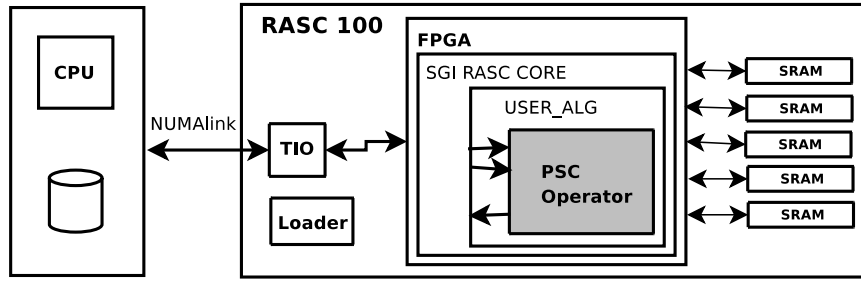 CPU
NUMAlink
RASC 100
TIO
Loader
FPGA
SGI RASC CORE
USER_ALG
PSC
Operator
SRAM
SRAM
SRAM
SRAM
SRAM